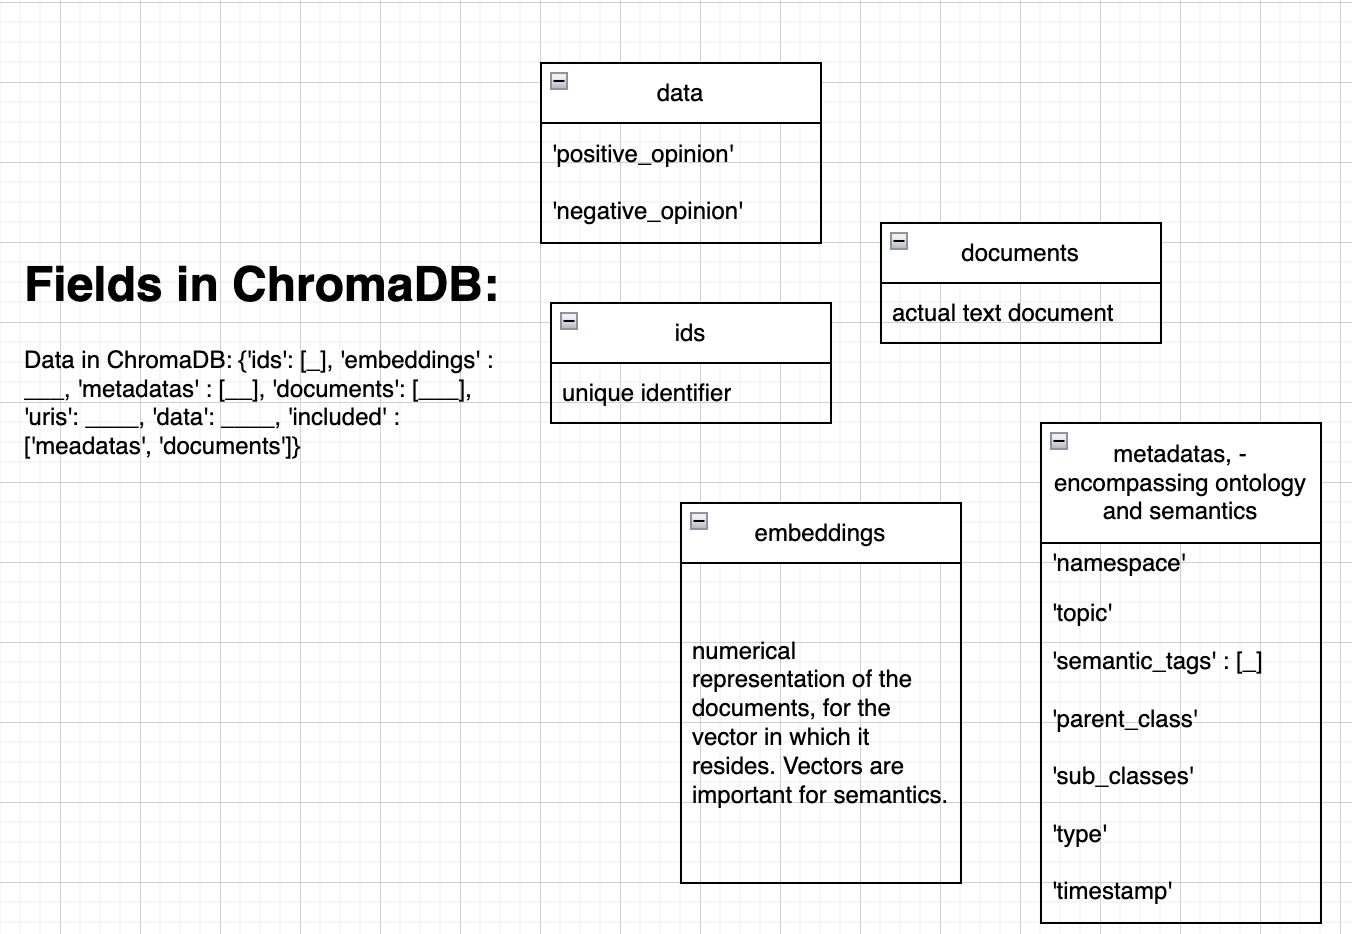 Fields in ChromaDB:
Data in ChromaDB: {'ids': [_], 'embeddings' :
___, 'metadatas' : [__], 'documents': [___],
'uris': ____, 'data': ____, 'included' :
['meadatas', 'documents']}
data
'positive_opinion'
'negative_opinion'
documents
actual text document
ids
unique identifier
embeddings
numerical
representation of the
documents, for the
vector in which it
resides. Vectors are
important for semantics.
metadatas, -
encompassing ontology
and semantics
'namespace'
'topic'
'semantic_tags' : [_]
'parent_class'
'sub_classes'
'type'
'timestamp'